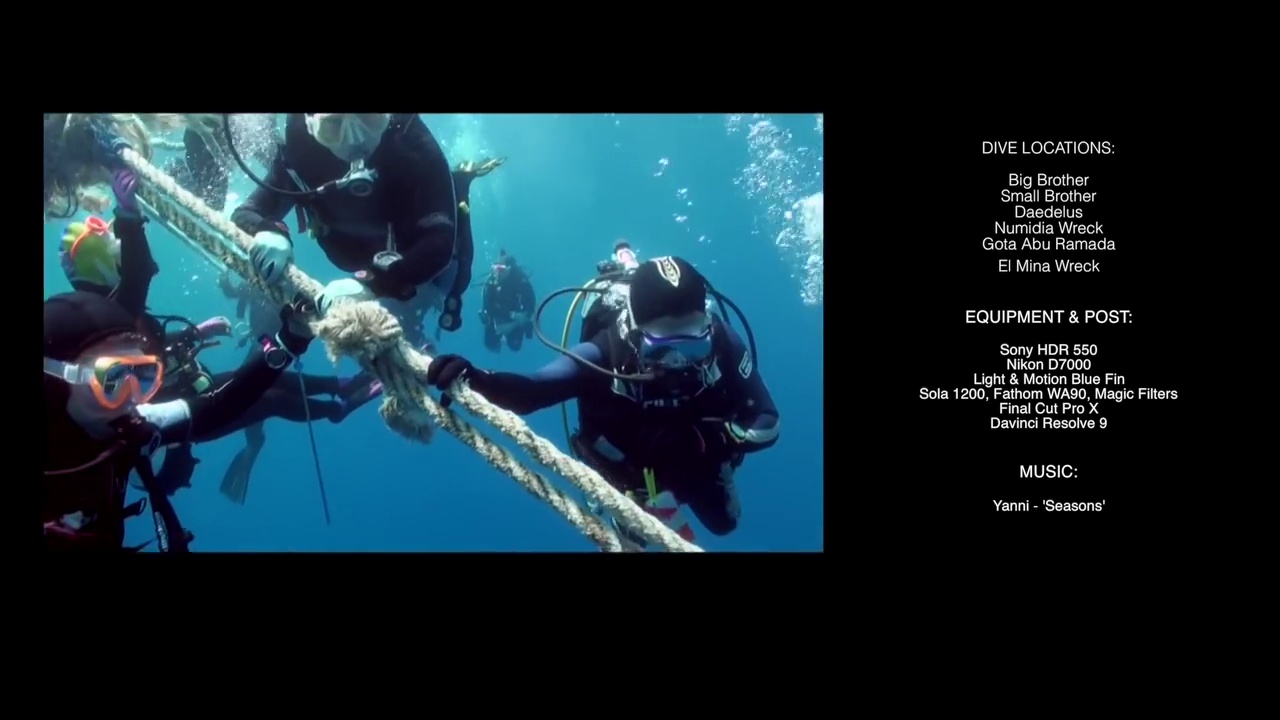 DIVE LOCATIONS:
Big Brother
Small Brother
Daedelus
Numidia Wreck
Gota Abu Ramada
El Mina Wreck
EQUIPMENT & POST:
Sony HDR 550
Nikon D7000
Light & Motion Blue Fin
Sola 1200, Fathom WA90, Magic Filters
Final Cut Pro X
Davinci Resolve 9
MUSIC:
Yanni - 'Seasons'